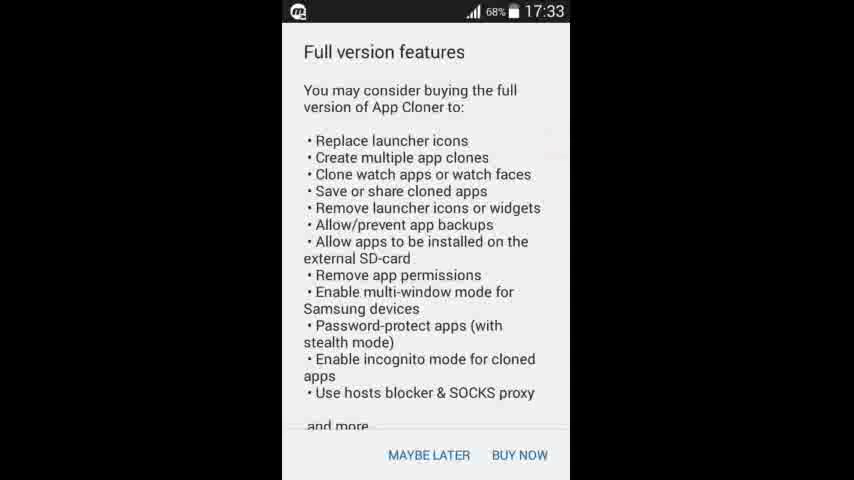 68% 17:33
Full version features
You may consider buying the full
version of App Cloner to:
• Replace launcher icons
• Create multiple app clones
• Clone watch apps or watch faces
• Save or share cloned apps
• Remove launcher icons or widgets
• Allow/prevent app backups
• Allow apps to be installed on the
external SD-card
• Remove app permissions
• Enable multi-window mode for
Samsung devices
• Password-protect apps (with
stealth mode)
• Enable incognito mode for cloned
apps
• Use hosts blocker & SOCKS proxy
and more
MAYBE LATER BUY NOW